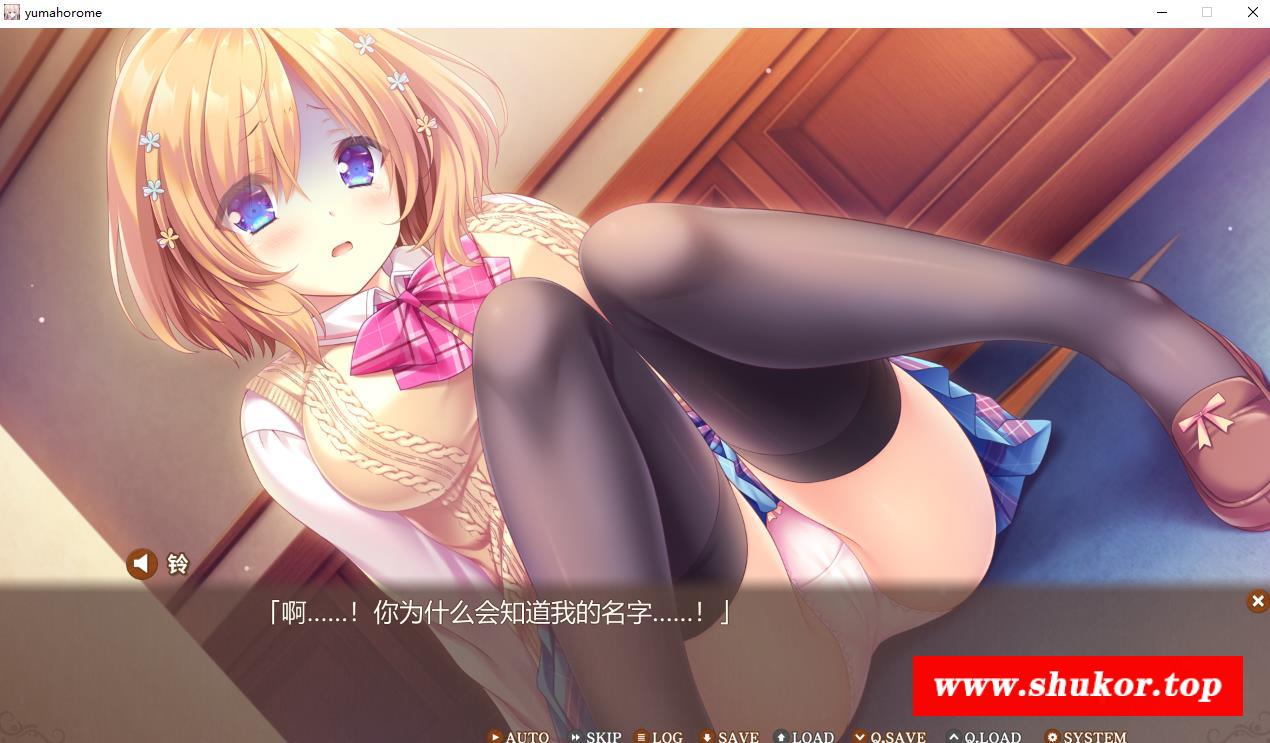 yumahorome
铃
「啊……！你为什么会知道我的名字……！」
www.shukor.top
AUTO SKIP LOG SAVE LOAD Q.SAVE Q.LOAD SYSTEM